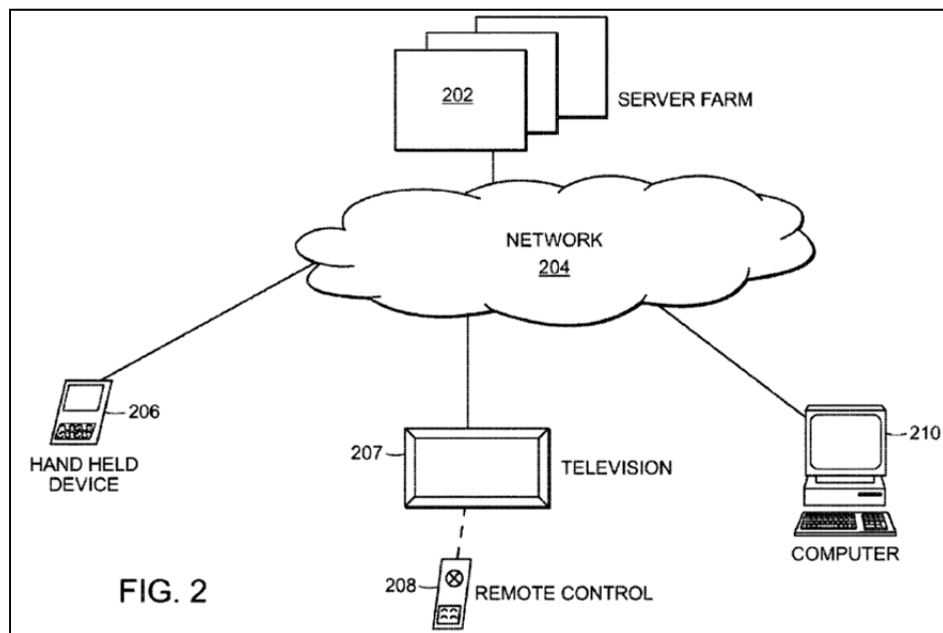 202
SERVER FARM
NETWORK
204
206
HAND HELD
DEVICE
207
TELEVISION
210
COMPUTER
208
REMOTE CONTROL
FIG. 2